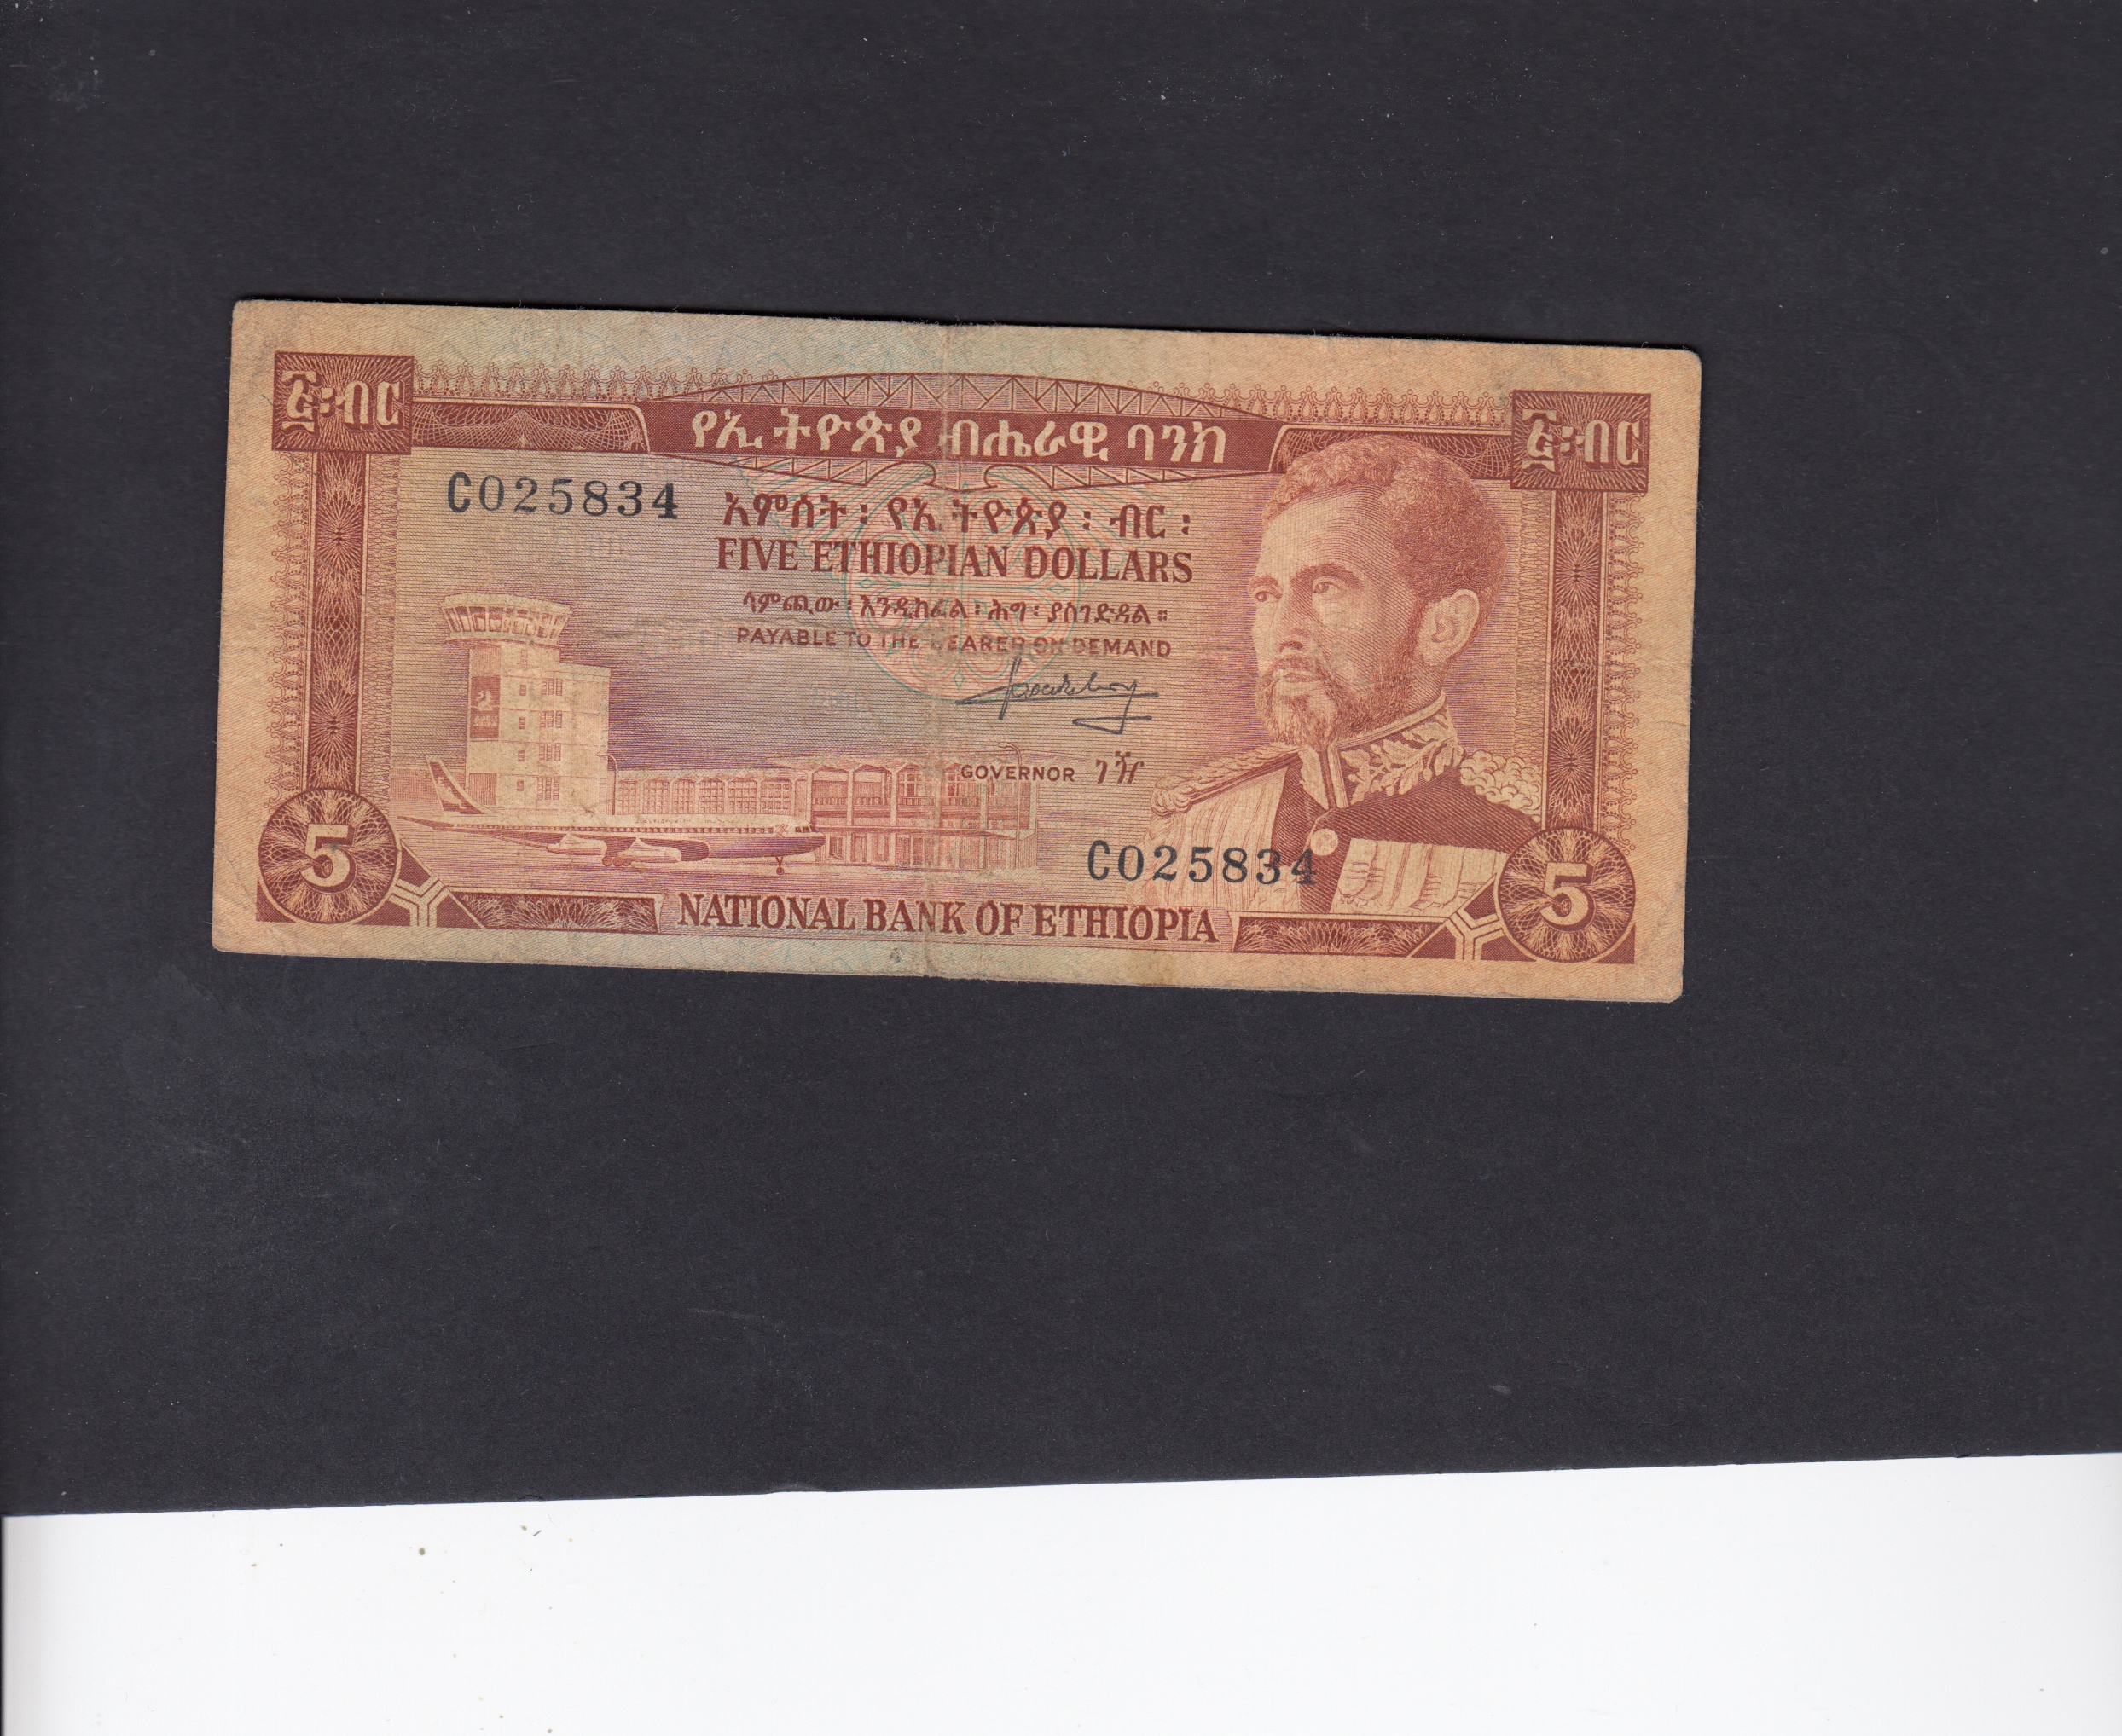 ፭፡ብር
፭፡ብር
የኢትዮጵያ ብሔራዊ ባንክ
C025834
አምስት ፡ የኢትዮጵያ ፡ ብር ፡
FIVE ETHIOPIAN DOLLARS
ላምጪው ፡ እንዲከፈል ፡ ሕግ ፡ ያስገድዳል ።
PAYABLE TO THE BEARER ON DEMAND
GOVERNOR ገዥ
C025834
5
5
NATIONAL BANK OF ETHIOPIA